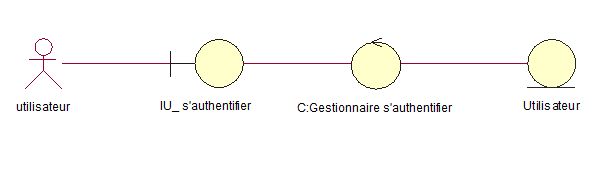 utilisateur
IU_ s'authentifier
C:Gestionnaire s'authentifier
Utilisateur